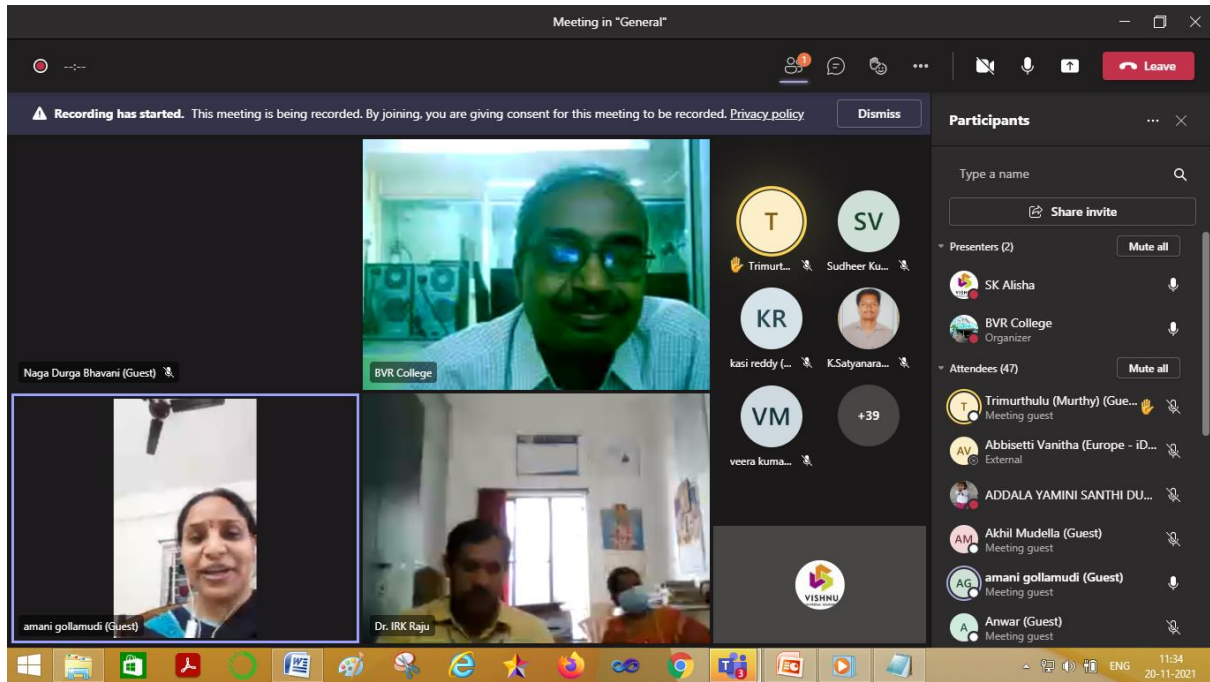 Meeting in "General"
--:--
1
Leave
Recording has started. This meeting is being recorded. By joining, you are giving consent for this meeting to be recorded. Privacy policy
Dismiss
Naga Durga Bhavani (Guest)
BVR College
amani gollamudi (Guest)
Dr. IRK Raju
T
Trimurt...
SV
Sudheer Ku...
KR
kasi reddy (...
K.Satyanara...
VM
veera kuma...
+39
VISHNU
Participants
Type a name
Share invite
Presenters (2)
Mute all
SK Alisha
BVR College
Organizer
Attendees (47)
Mute all
T
Trimurthulu (Murthy) (Gue...
Meeting guest
AV
Abbisetti Vanitha (Europe - iD...
External
ADDALA YAMINI SANTHI DU...
AM
Akhil Mudella (Guest)
Meeting guest
AG
amani gollamudi (Guest)
Meeting guest
A
Anwar (Guest)
Meeting guest
3
ENG
11:34
20-11-2021